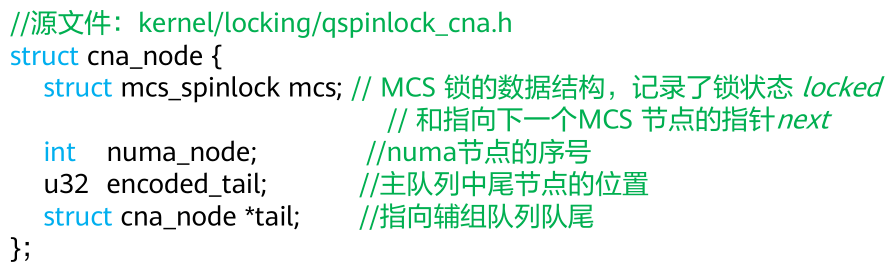 //源文件：kernel/locking/qspinlock_cna.h
struct cna_node {
struct mcs_spinlock mcs; // MCS 锁的数据结构，记录了锁状态 locked
// 和指向下一个MCS 节点的指针next
int numa_node; //numa节点的序号
u32 encoded_tail; //主队列中尾节点的位置
struct cna_node *tail; //指向辅组队列队尾
};